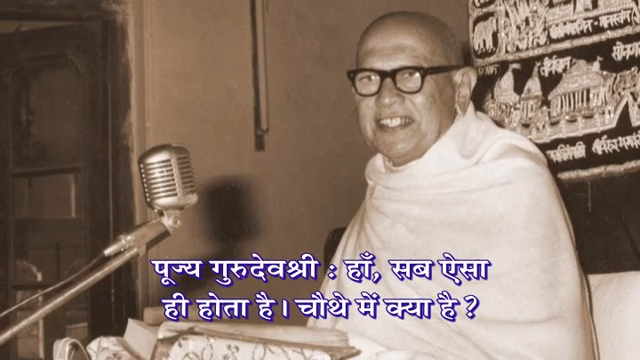 पूज्य गुरुदेवश्री : हाँ, सब ऐसा
ही होता है। चौथे में क्या है ?